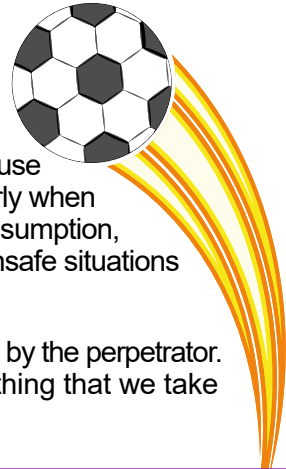 use
rly when
sumption,
nsafe situations
by the perpetrator.
thing that we take